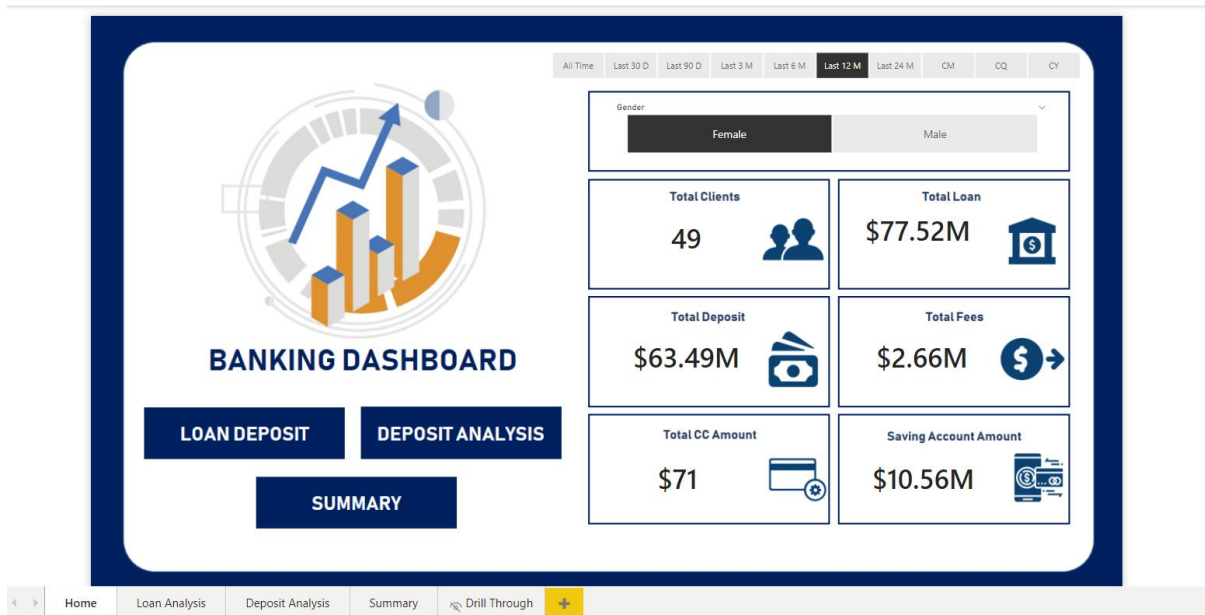 All Time Last 30 D Last 90 D Last 3 M Last 6 M Last 12 M Last 24 M CM CQ CY
Gender
Female Male
Total Clients
49
Total Loan
$77.52M
Total Deposit
$63.49M
Total Fees
$2.66M
Total CC Amount
$71
Saving Account Amount
$10.56M
BANKING DASHBOARD
LOAN DEPOSIT
DEPOSIT ANALYSIS
SUMMARY
Home Loan Analysis Deposit Analysis Summary Drill Through +